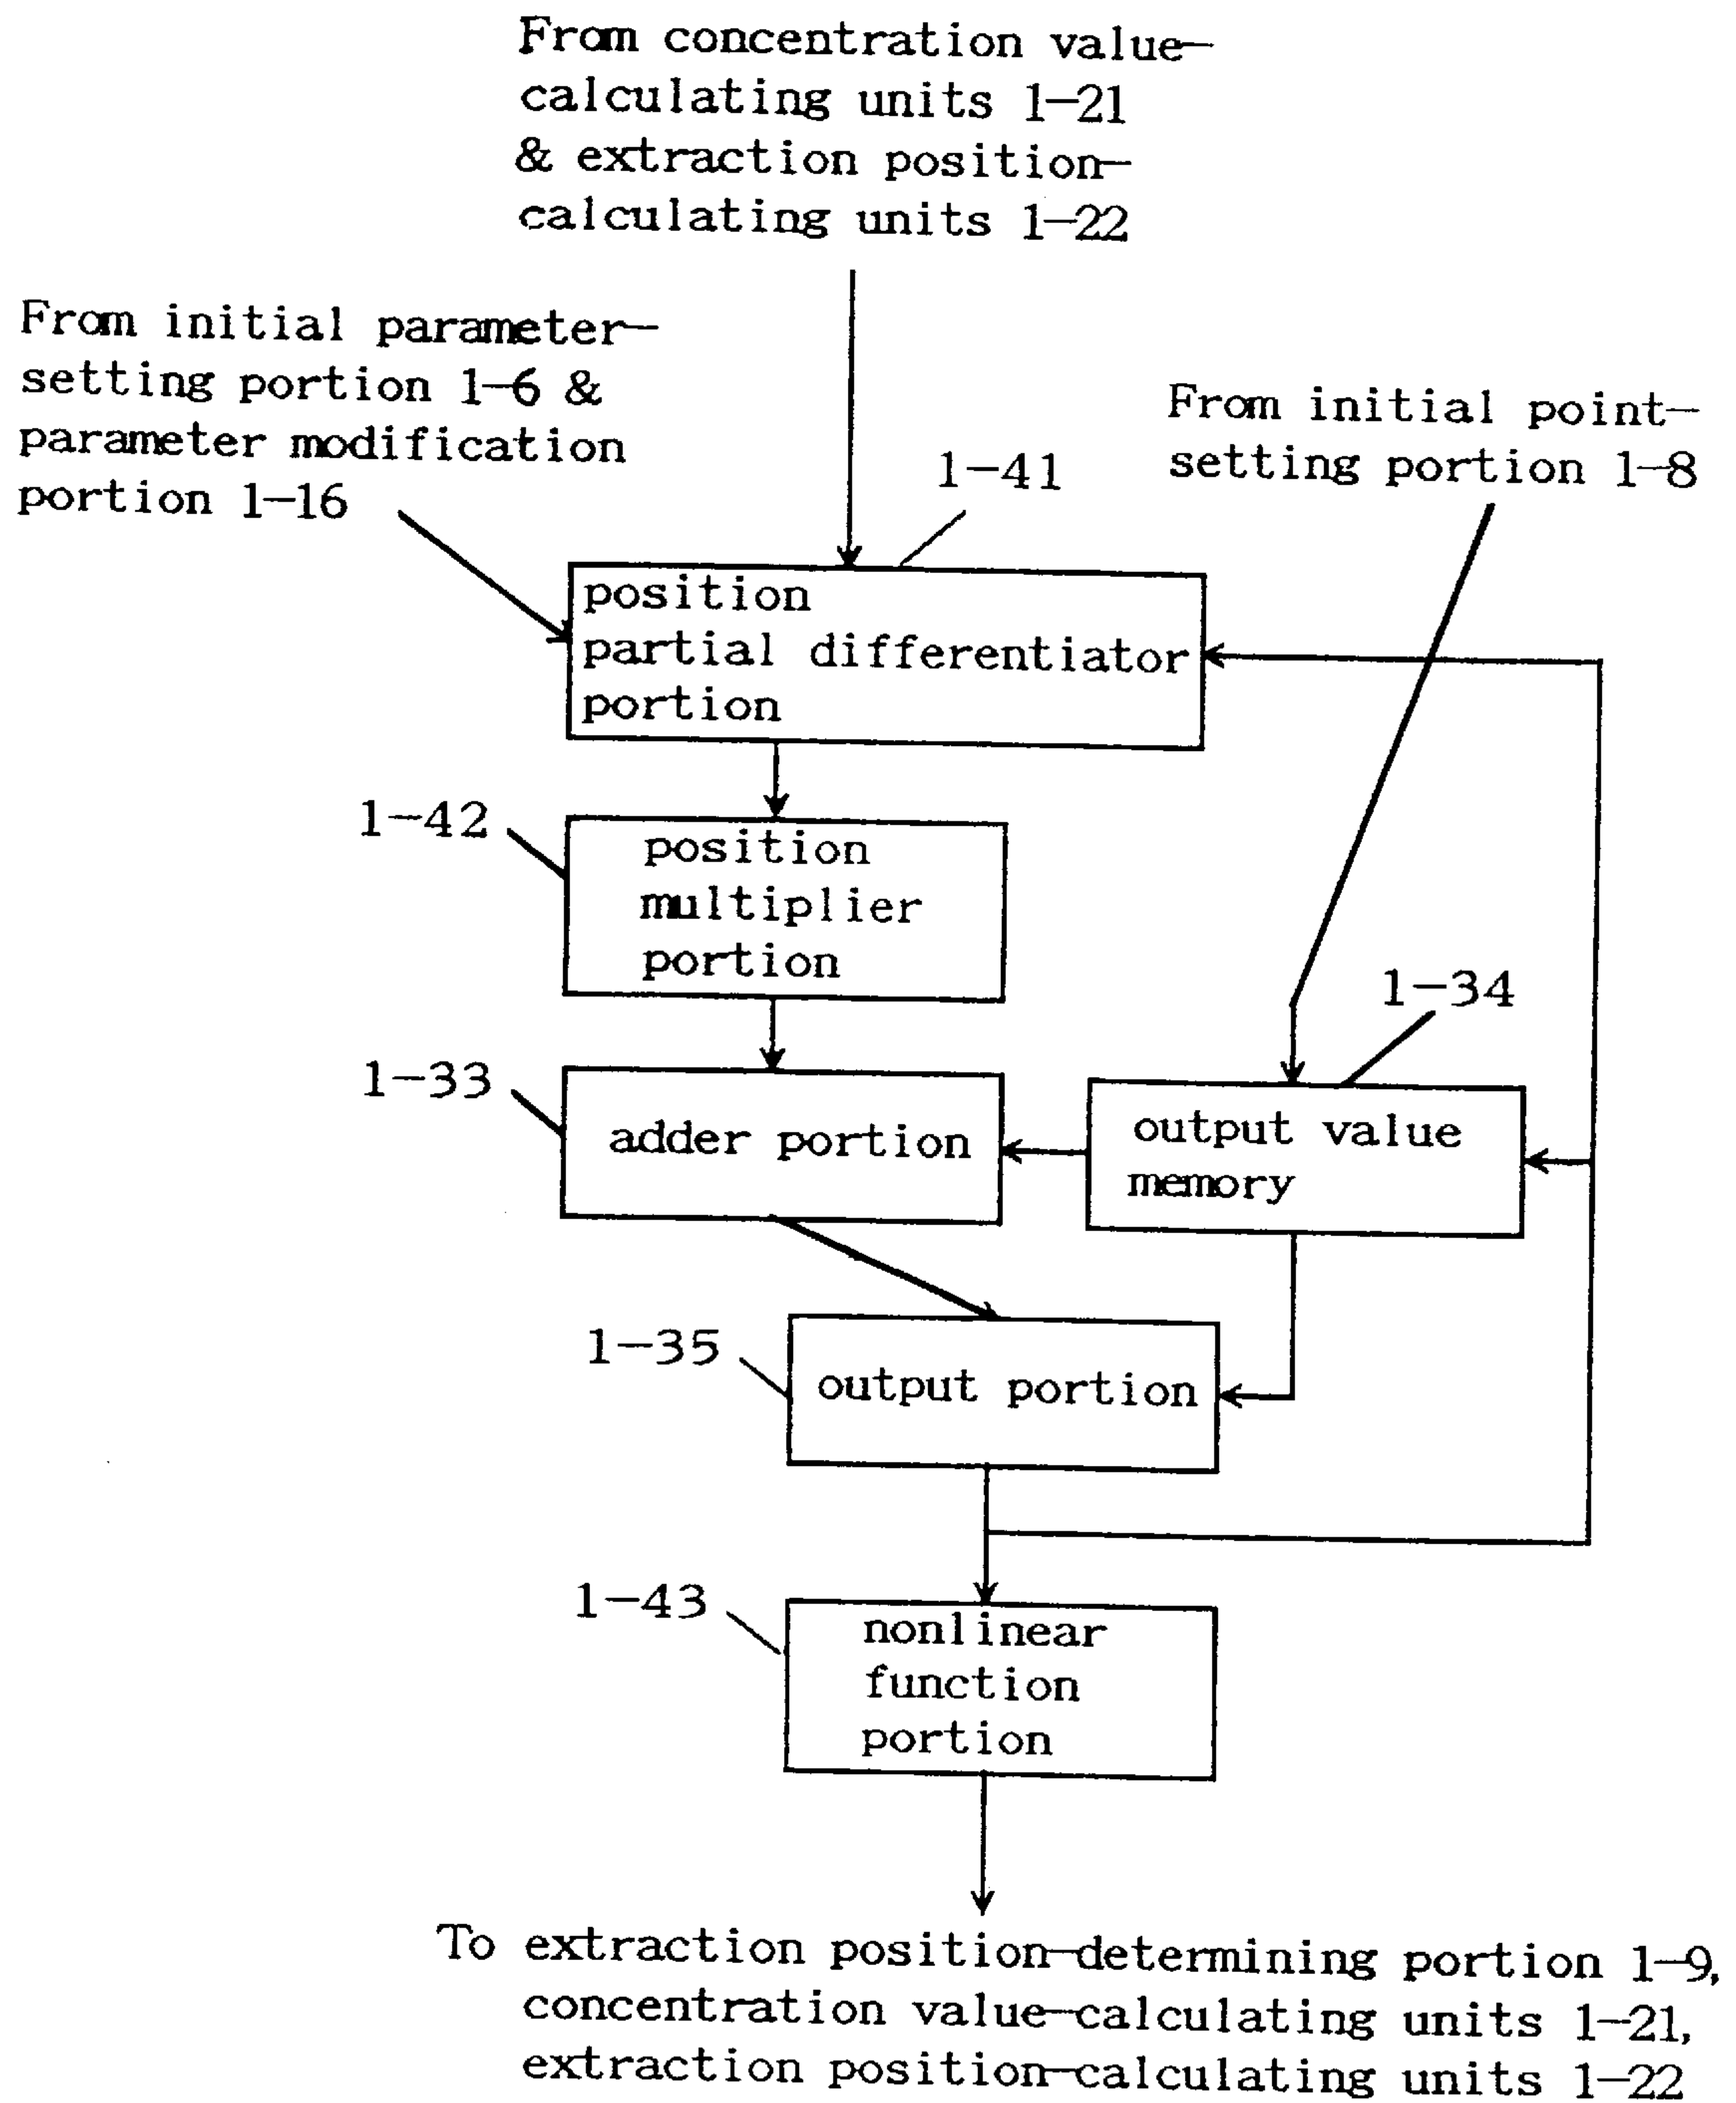 From concentration value-
calculating units 1-21
& extraction position-
calculating units 1-22
From initial parameter-
setting portion 1-6 &
parameter modification
portion 1-16
From initial point-
setting portion 1-8
1-41
position
partial differentiator
portion
1-42
position
multiplier
portion
1-34
1-33
adder portion
output value
memory
1-35
output portion
1-43
nonlinear
function
portion
To extraction position-determining portion 1-9,
concentration value-calculating units 1-21,
extraction position-calculating units 1-22